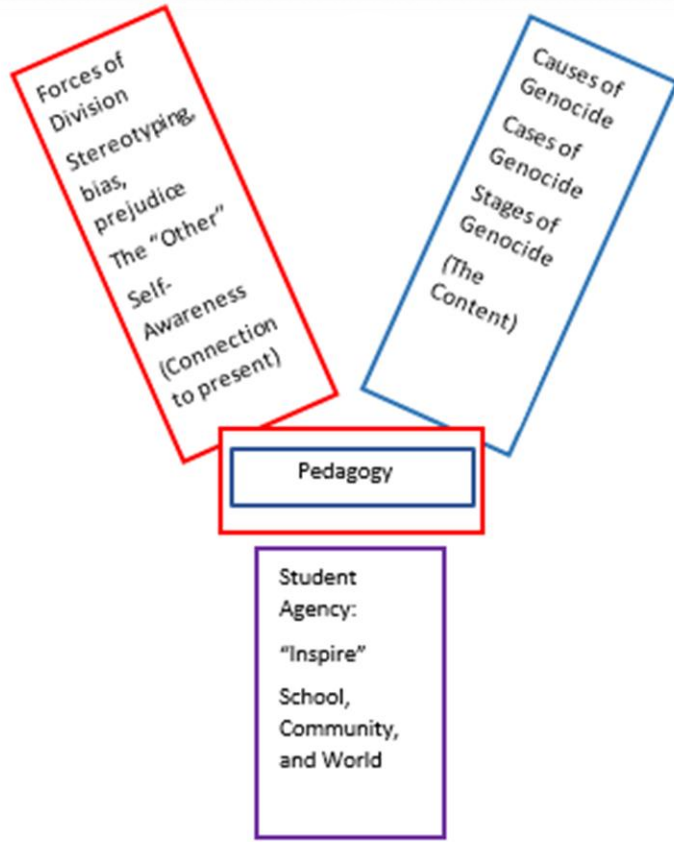 Forces of
Division
Stereotyping,
bias,
prejudice
The “Other”
Self-
Awareness
(Connection
to present)
Causes of
Genocide
Cases of
Genocide
Stages of
Genocide
(The
Content)
Pedagogy
Student
Agency:
“Inspire”
School,
Community,
and World